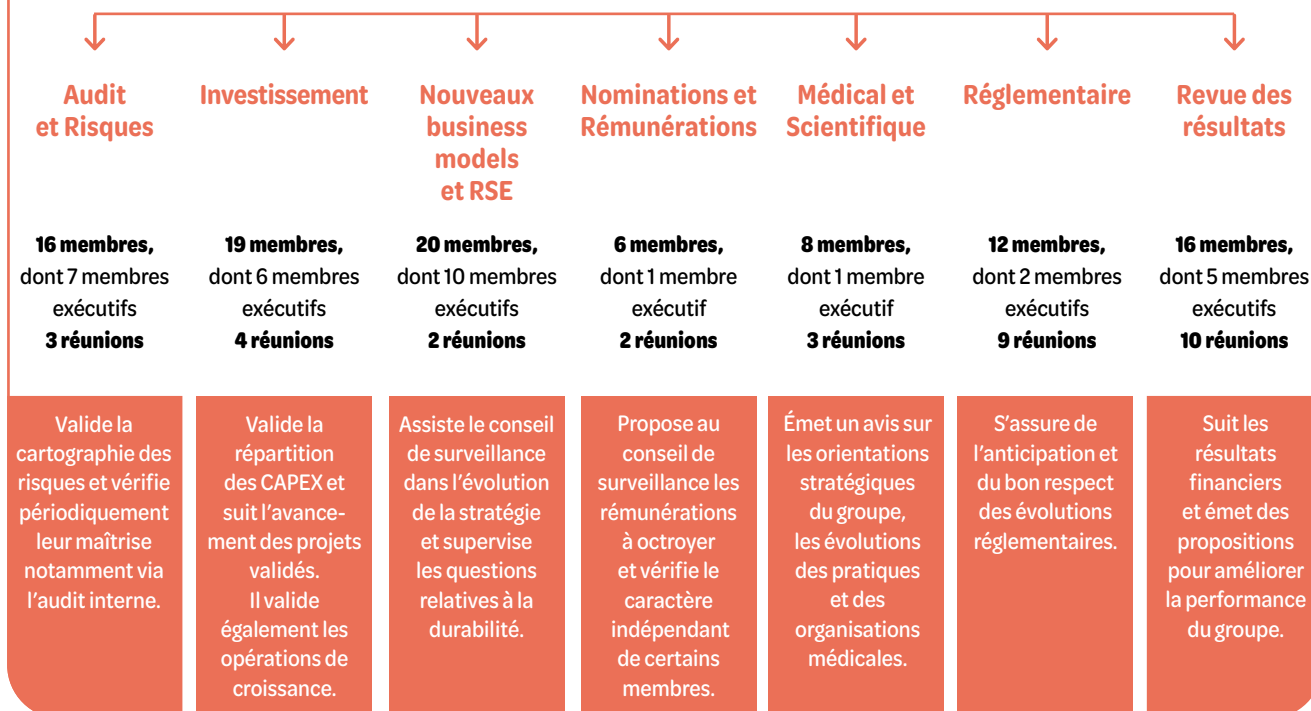 Audit
et Risques
16 membres,
dont 7 membres
exécutifs
3 réunions
Valide la
cartographie des
risques et vérifie
périodiquement
leur maîtrise
notamment via
l'audit interne.
Investissement
19 membres,
dont 6 membres
exécutifs
4 réunions
Valide la
répartition
des CAPEX et
suit l'avance-
ment des projets
validés.
Il valide
également les
opérations de
croissance.
Nouveaux
business
models
et RSE
20 membres,
dont 10 membres
exécutifs
2 réunions
Assiste le conseil
de surveillance
dans l'évolution
de la stratégie
et supervise
les questions
relatives à la
durabilité.
Nominations et
Rémunérations
6 membres,
dont 1 membre
exécutif
2 réunions
Propose au
conseil de
surveillance les
rémunérations
à octroyer
et vérifie le
caractère
indépendant
de certains
membres.
Médical et
Scientifique
8 membres,
dont 1 membre
exécutif
3 réunions
Émet un avis sur
les orientations
stratégiques
du groupe,
les évolutions
des pratiques
et des
organisations
médicales.
Réglementaire
12 membres,
dont 2 membres
exécutifs
9 réunions
S'assure de
l'anticipation et
du bon respect
des évolutions
réglementaires.
Revue des
résultats
16 membres,
dont 5 membres
exécutifs
10 réunions
Suit les
résultats
financiers
et émet des
propositions
pour améliorer
la performance
du groupe.